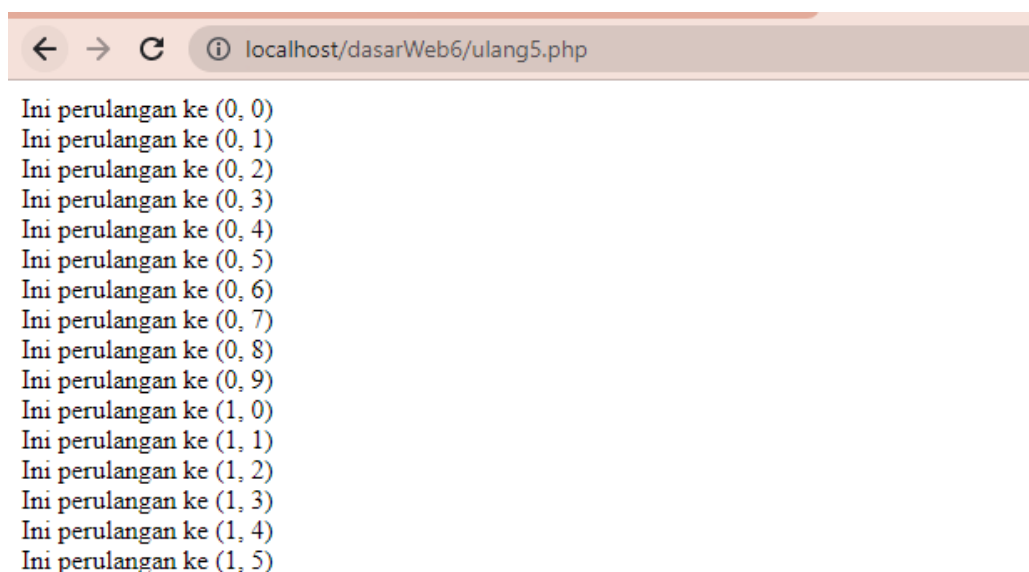 localhost/dasarWeb6/ulang5.php
Ini perulangan ke (0, 0)
Ini perulangan ke (0, 1)
Ini perulangan ke (0, 2)
Ini perulangan ke (0, 3)
Ini perulangan ke (0, 4)
Ini perulangan ke (0, 5)
Ini perulangan ke (0, 6)
Ini perulangan ke (0, 7)
Ini perulangan ke (0, 8)
Ini perulangan ke (0, 9)
Ini perulangan ke (1, 0)
Ini perulangan ke (1, 1)
Ini perulangan ke (1, 2)
Ini perulangan ke (1, 3)
Ini perulangan ke (1, 4)
Ini perulangan ke (1, 5)